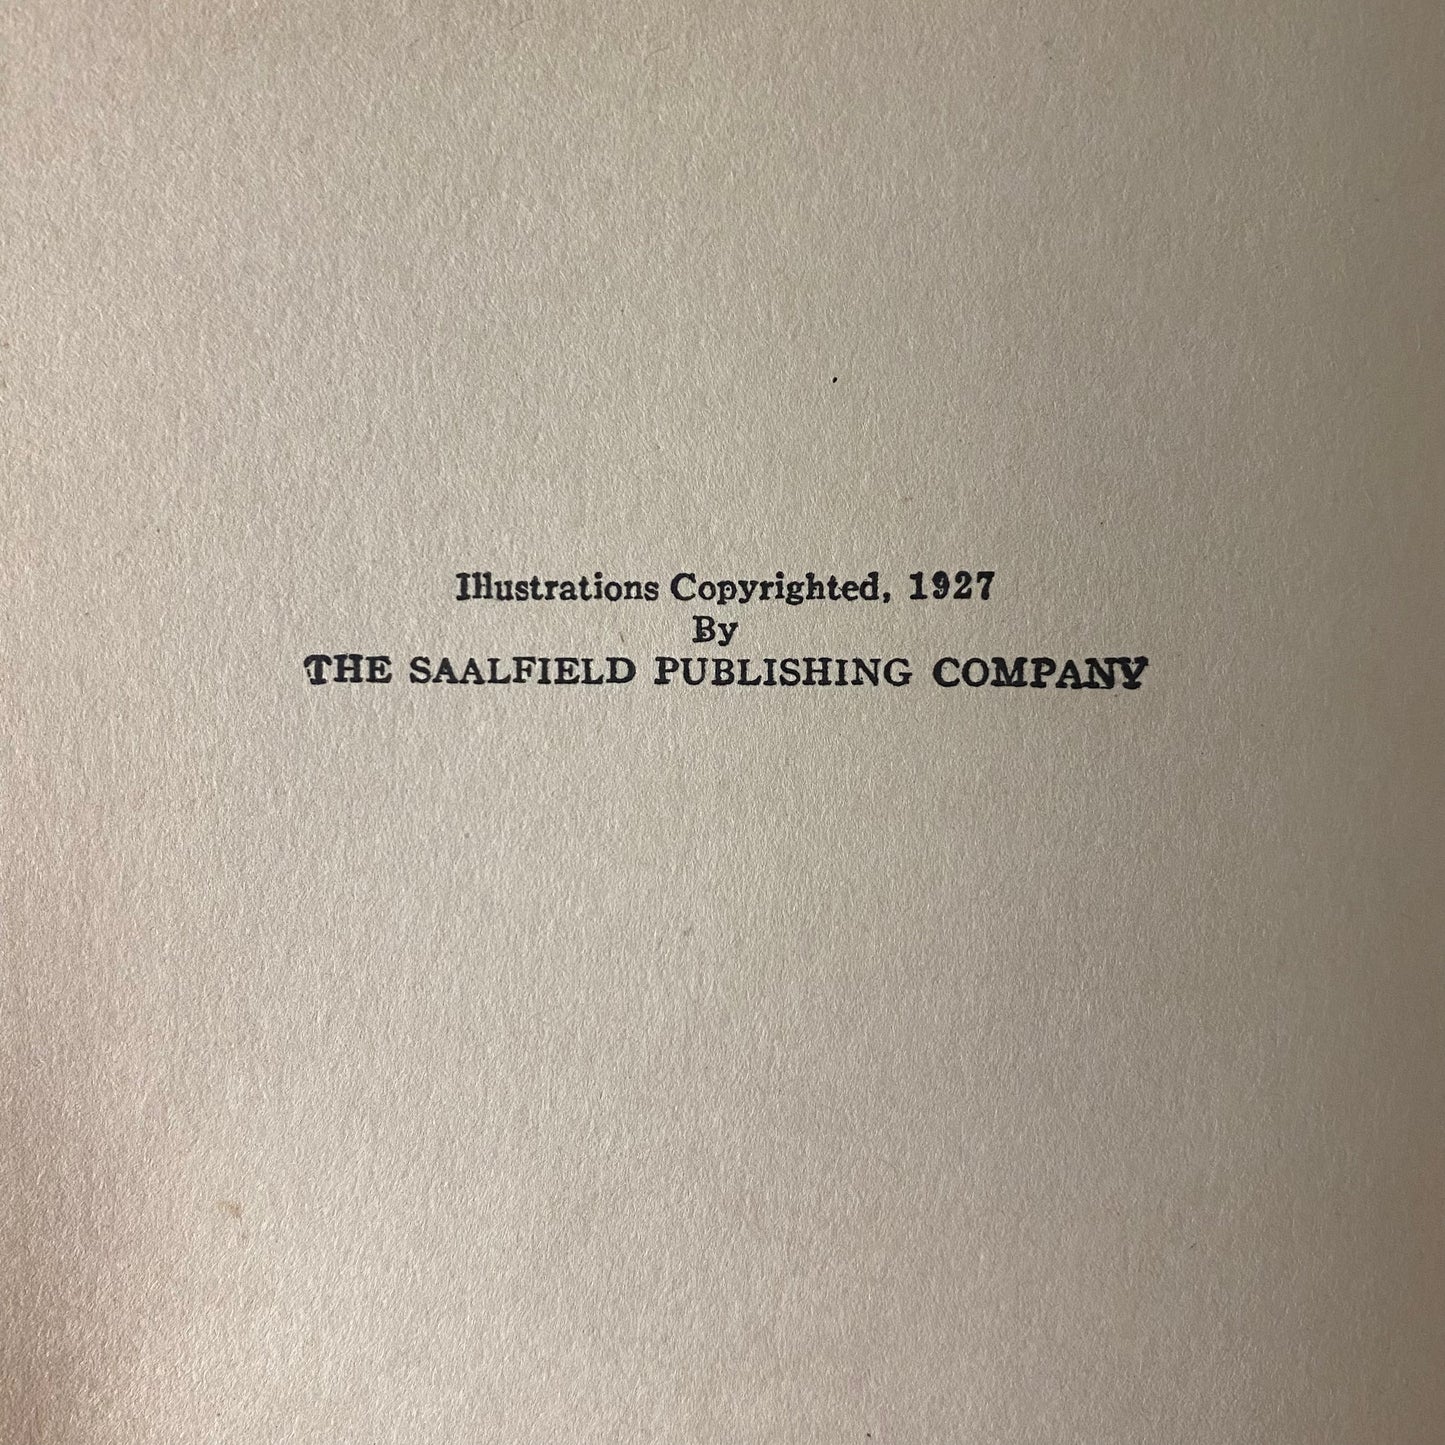 Illustrations Copyrighted, 1927
By
THE SAALFIELD PUBLISHING COMPANY